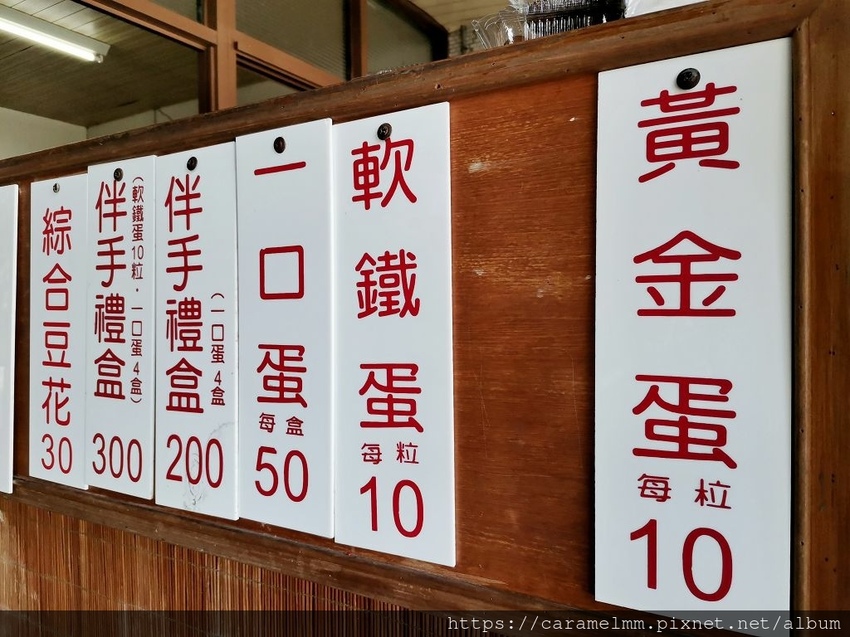 黃金蛋
每粒
10
軟鐵蛋
每粒
10
一口蛋
每盒
50
伴手禮盒
(一口蛋4盒)
200
伴手禮盒
(軟鐵蛋10粒·一口蛋4盒)
300
綜合豆花
30
https://caramelmm.pixnet.net/album